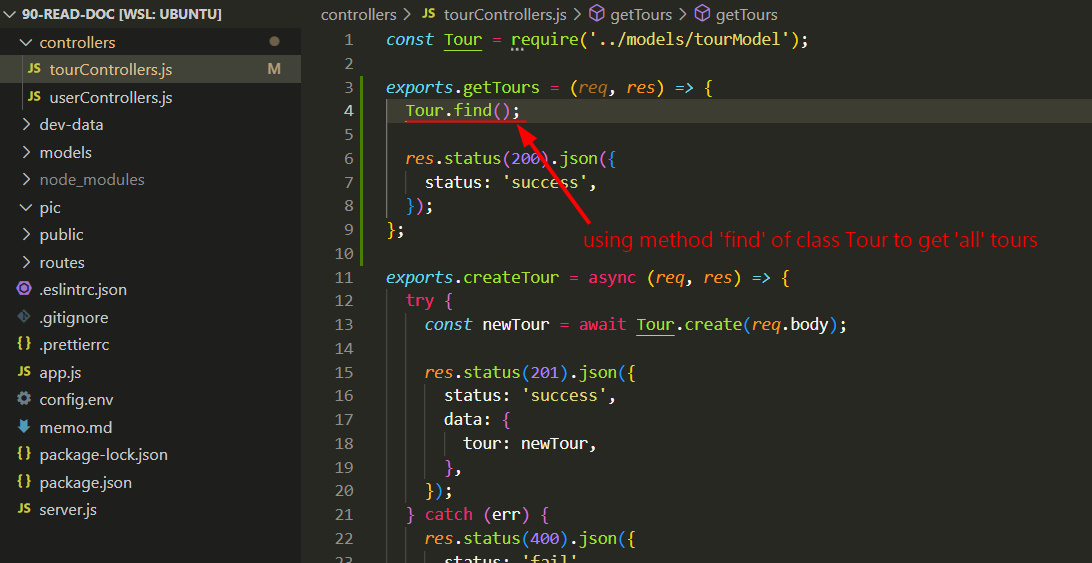 90-READ-DOC [WSL: UBUNTU]
controllers
JS tourControllers.js M
JS userControllers.js
dev-data
models
node_modules
pic
public
routes
.eslintrc.json
.gitignore
{} .prettierrc
JS app.js
config.env
memo.md
{} package-lock.json
{} package.json
JS server.js
controllers > JS tourControllers.js > getTours > getTours
1 const Tour = require('../models/tourModel');
2
3 exports.getTours = (req, res) => {
4 Tour.find();
5
6 res.status(200).json({
7 status: 'success',
8 });
9 };
using method 'find' of class Tour to get 'all' tours
10
11 exports.createTour = async (req, res) => {
12 try {
13 const newTour = await Tour.create(req.body);
14
15 res.status(201).json({
16 status: 'success',
17 data: {
18 tour: newTour,
19 },
20 });
21 } catch (err) {
22 res.status(400).json({
23 status: 'fail'